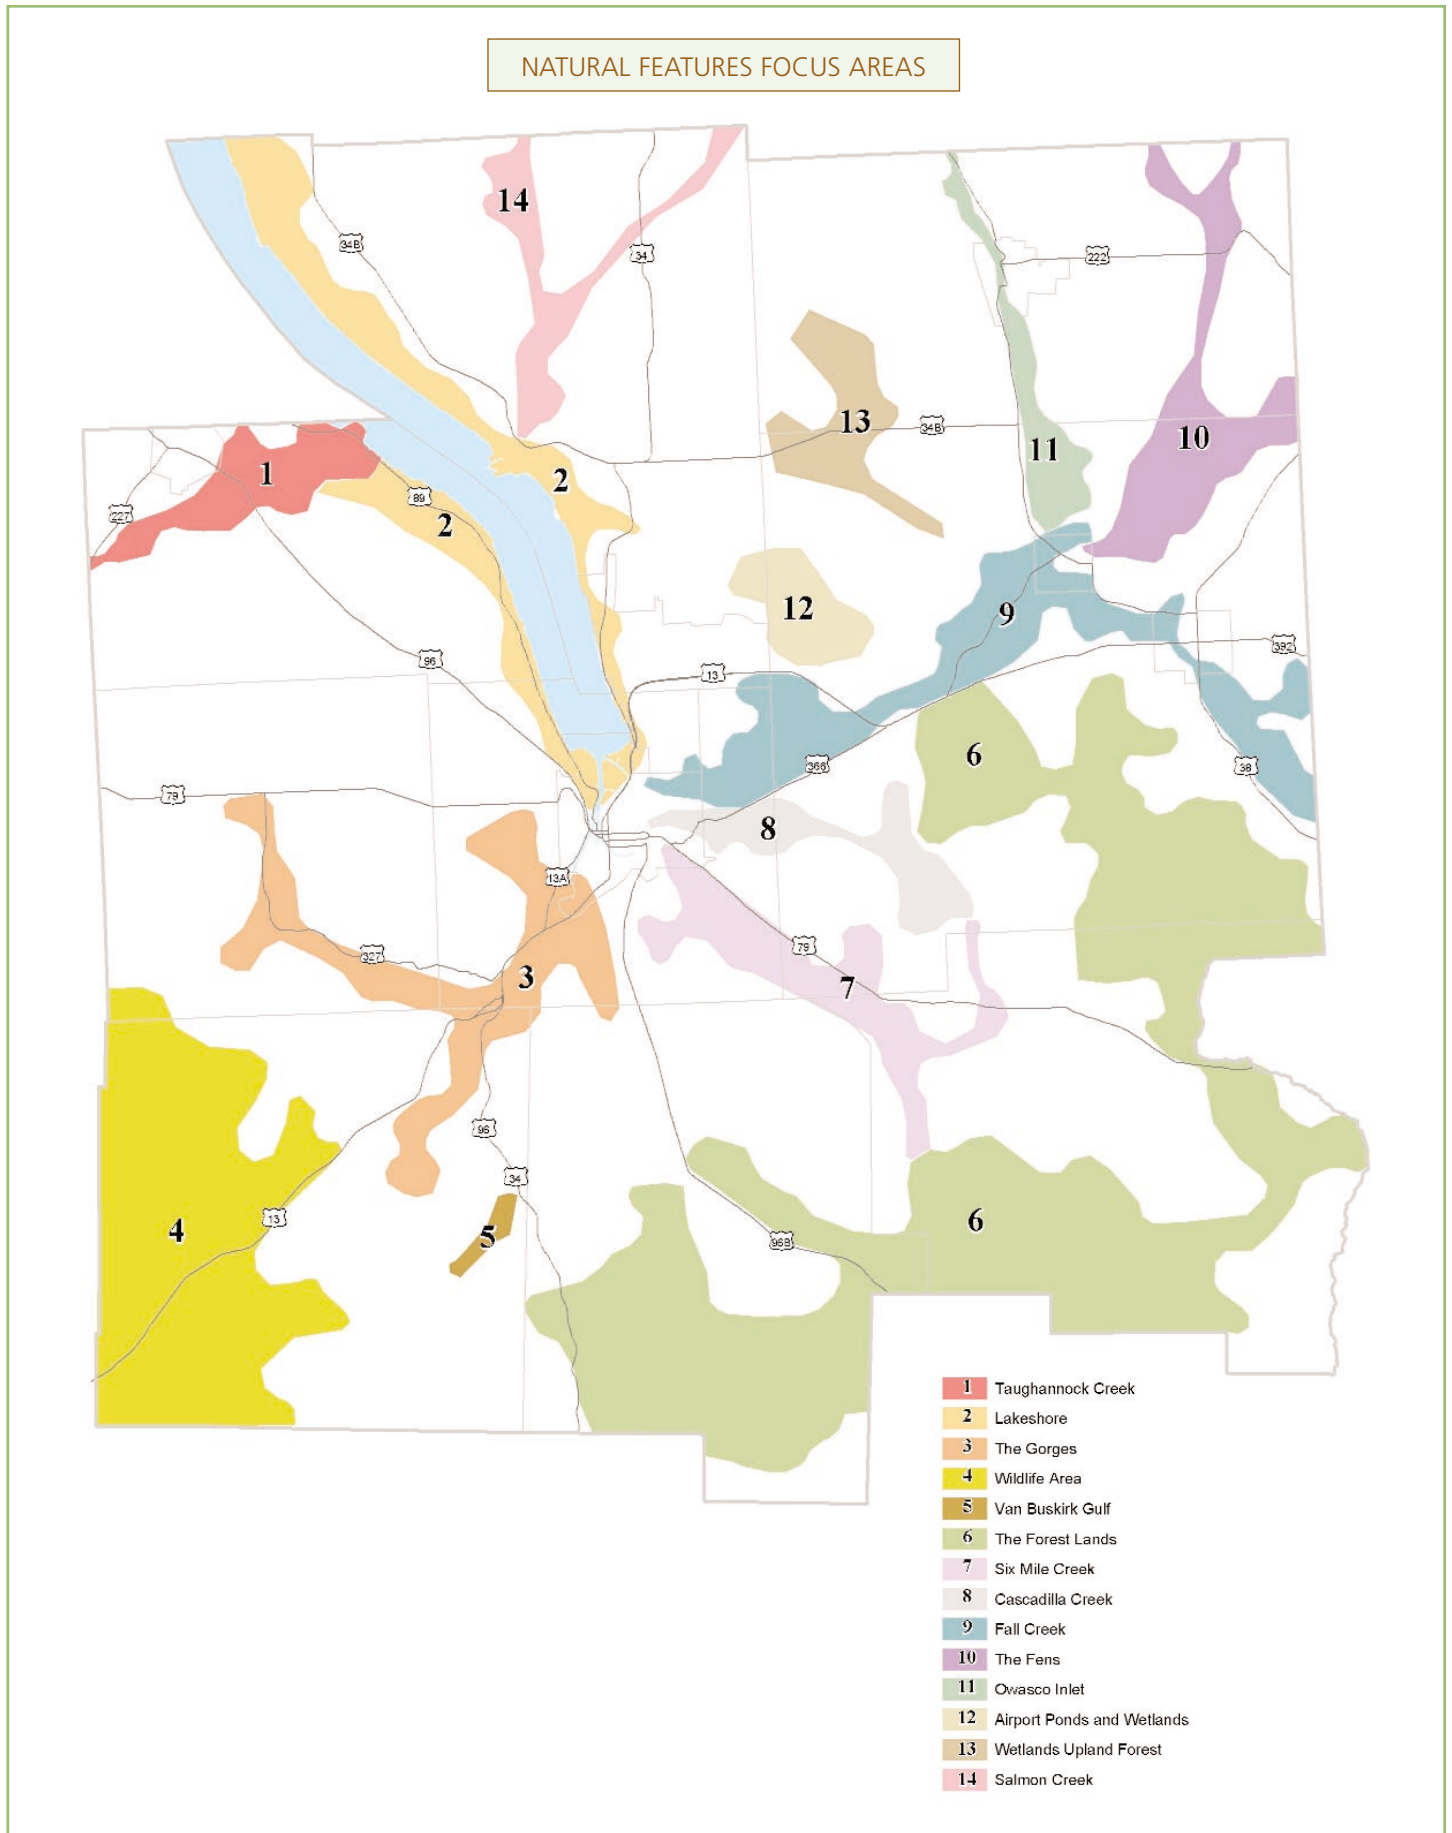 NATURAL FEATURES FOCUS AREAS
14
34B
34
222
13
34B
10
11
1
2
89
2
227
12
9
392
96
13
6
38
366
79
8
13A
79
327
3
7
96
34
13
4
5
96B
6
1 Taughannock Creek
2 Lakeshore
3 The Gorges
4 Wildlife Area
5 Van Buskirk Gulf
6 The Forest Lands
7 Six Mile Creek
8 Cascadilla Creek
9 Fall Creek
10 The Fens
11 Owasco Inlet
12 Airport Ponds and Wetlands
13 Wetlands Upland Forest
14 Salmon Creek